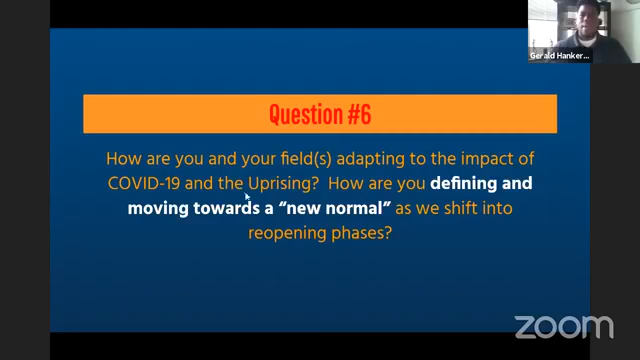 Gerald Hanker...
Question #6
How are you and your field(s) adapting to the impact of
COVID-19 and the Uprising? How are you defining and
moving towards a “new normal” as we shift into
reopening phases?
zoom